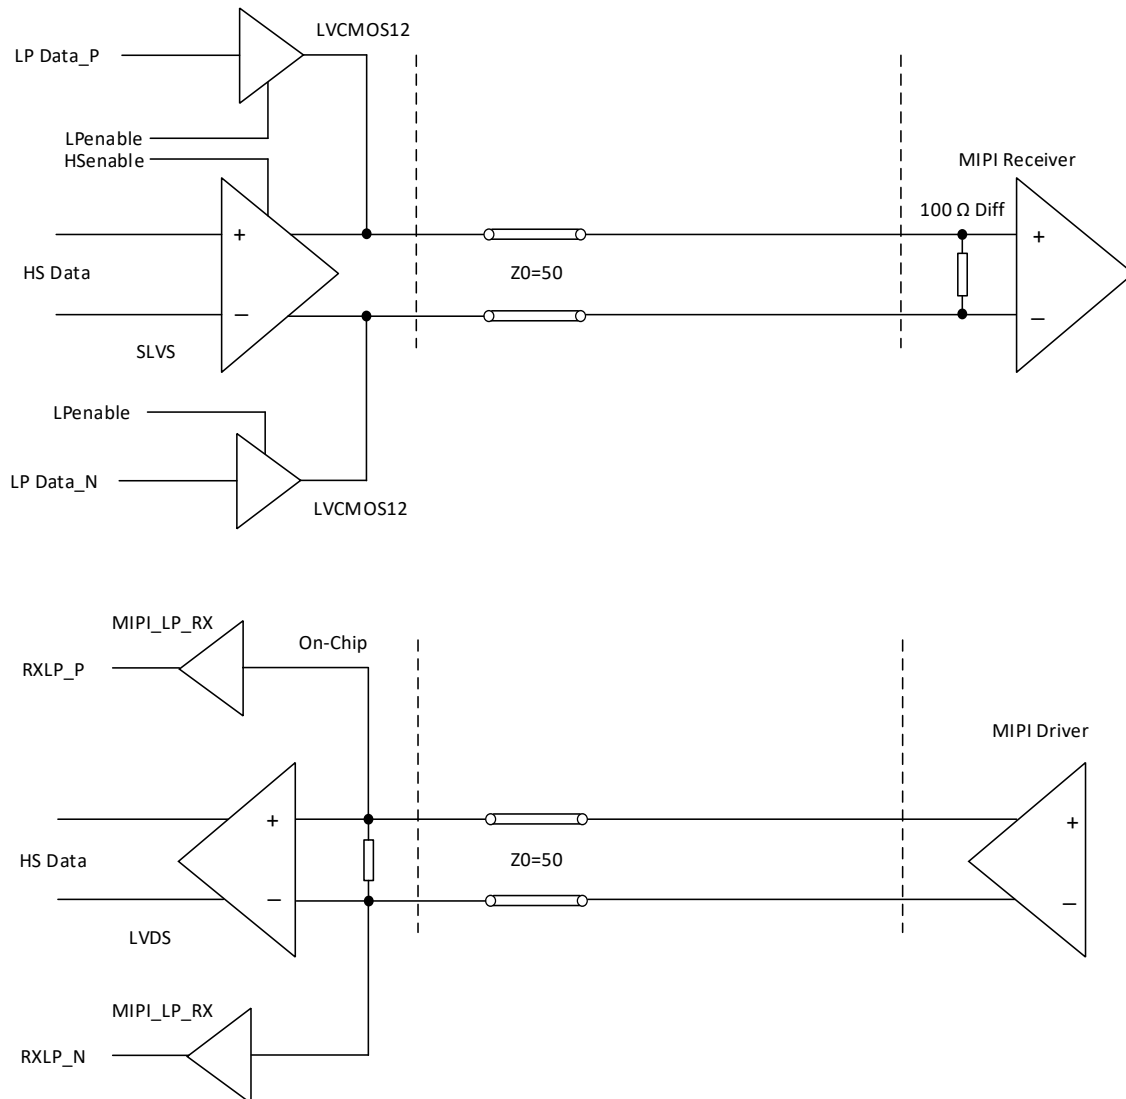 LVCMOS12
LP Data_P
LPenable
HSenable
MIPI Receiver
100 Ω Diff
+
+
HS Data
Z0=50
–
–
SLVS
LPenable
LP Data_N
LVCMOS12
MIPI_LP_RX
On-Chip
RXLP_P
MIPI Driver
+
+
HS Data
Z0=50
–
–
LVDS
MIPI_LP_RX
RXLP_N